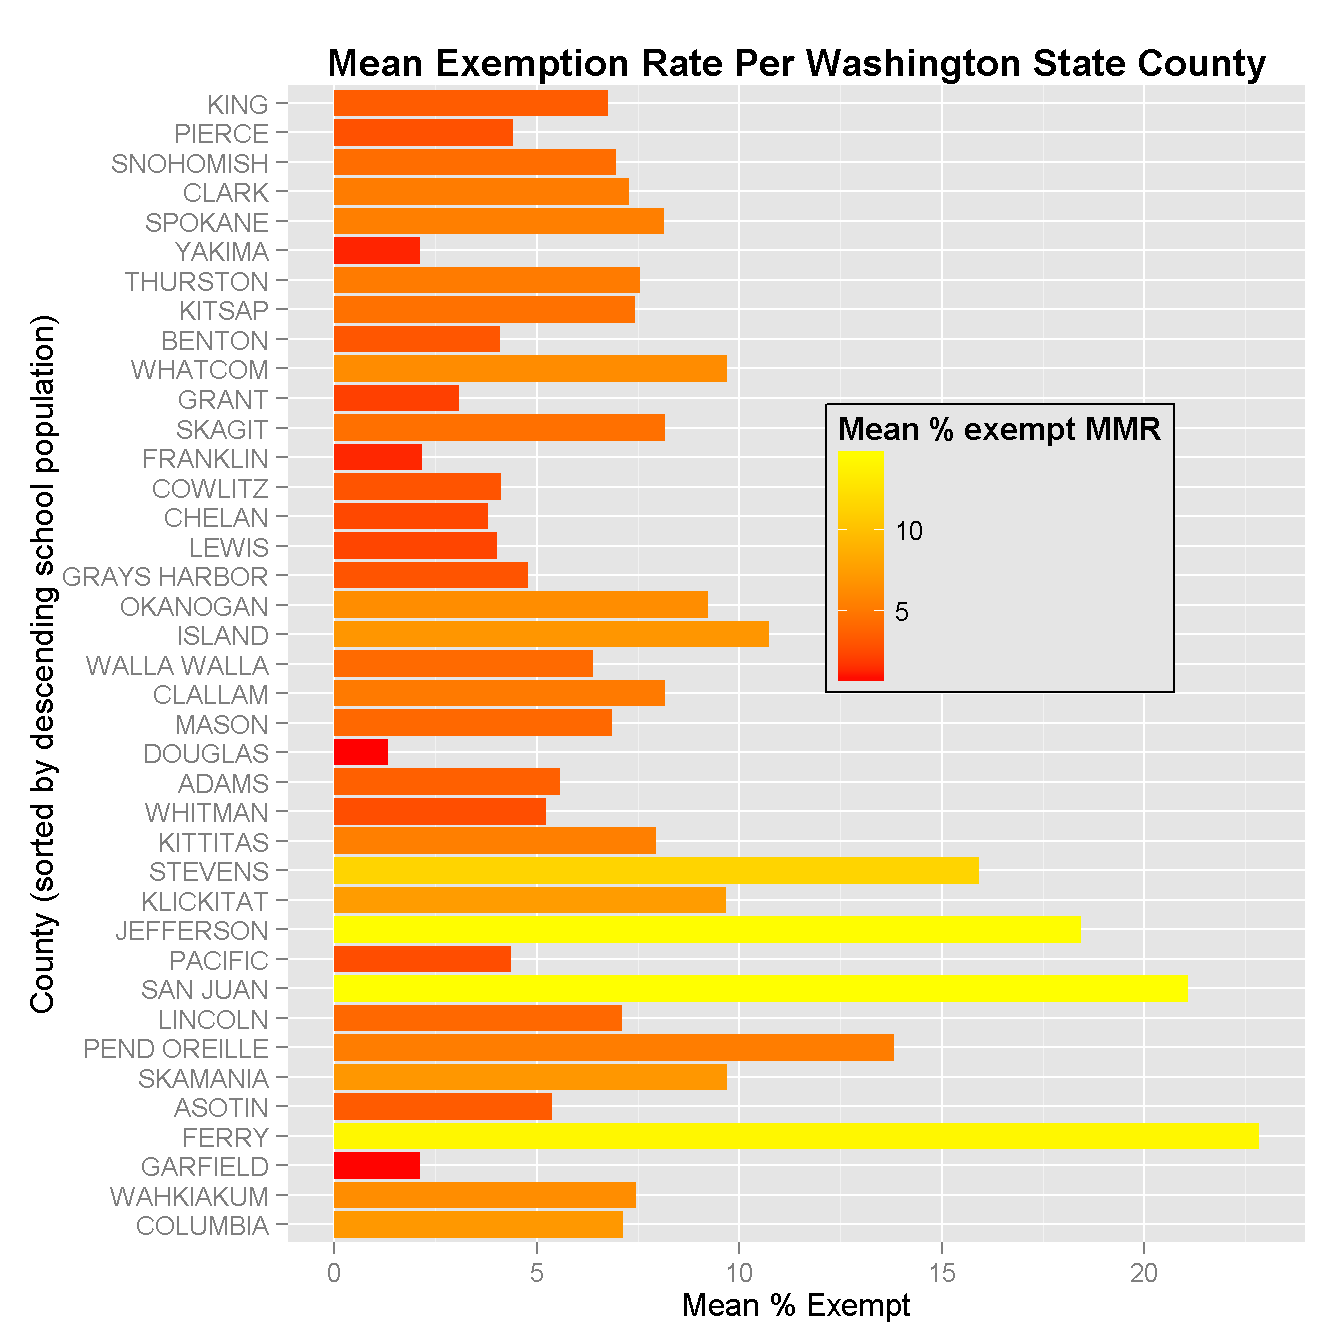 Mean Exemption Rate Per Washington State County
County (sorted by descending school population)
KING
PIERCE
SNOHOMISH
CLARK
SPOKANE
YAKIMA
THURSTON
KITSAP
BENTON
WHATCOM
GRANT
SKAGIT
FRANKLIN
COWLITZ
CHELAN
LEWIS
GRAYS HARBOR
OKANOGAN
ISLAND
WALLA WALLA
CLALLAM
MASON
DOUGLAS
ADAMS
WHITMAN
KITTITAS
STEVENS
KLICKITAT
JEFFERSON
PACIFIC
SAN JUAN
LINCOLN
PEND OREILLE
SKAMANIA
ASOTIN
FERRY
GARFIELD
WAHKIAKUM
COLUMBIA
Mean % exempt MMR
10
5
0 5 10 15 20
Mean % Exempt